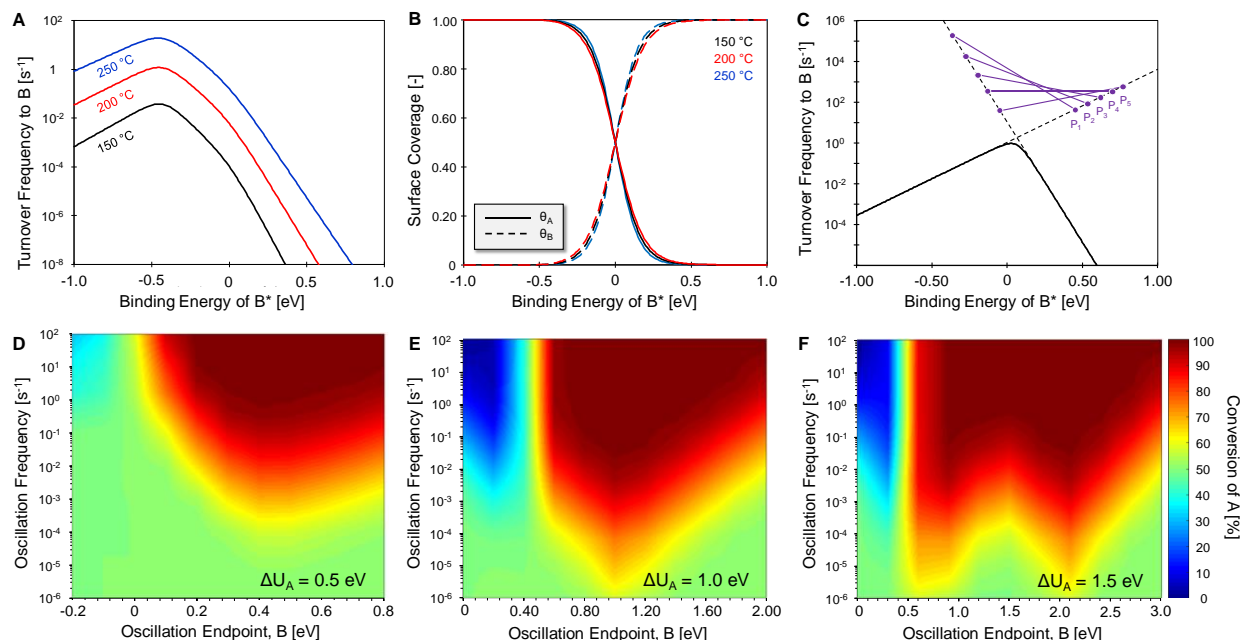 A
Turnover Frequency to B [s⁻¹]
1
10⁻²
10⁻⁴
10⁻⁶
10⁻⁸
250 °C
200 °C
150 °C
-1.0
-0.5
0
0.5
1.0
Binding Energy of B* [eV]
B
Surface Coverage [-]
1.00
0.80
0.60
0.40
0.20
0
150 °C
200 °C
250 °C
θA
θB
-1.0
-0.5
0
0.5
1.0
Binding Energy of B* [eV]
C
Turnover Frequency to B [s⁻¹]
10⁶
10⁴
10²
10⁰
10⁻²
10⁻⁴
P₁
P₂
P₃
P₄
P₅
-1.00
-0.50
0
0.50
1.00
Binding Energy of B* [eV]
D
Oscillation Frequency [s⁻¹]
10²
10¹
10⁰
10⁻¹
10⁻²
10⁻³
10⁻⁴
10⁻⁵
10⁻⁶
ΔUA = 0.5 eV
-0.2
0
0.2
0.4
0.6
0.8
Oscillation Endpoint, B [eV]
E
Oscillation Frequency [s⁻¹]
10²
10¹
10⁰
10⁻¹
10⁻²
10⁻³
10⁻⁴
10⁻⁵
10⁻⁶
ΔUA = 1.0 eV
0
0.40
0.80
1.20
1.60
2.00
Oscillation Endpoint, B [eV]
F
Oscillation Frequency [s⁻¹]
10²
10¹
10⁰
10⁻¹
10⁻²
10⁻³
10⁻⁴
10⁻⁵
10⁻⁶
ΔUA = 1.5 eV
0
0.5
1.0
1.5
2.0
2.5
3.0
Oscillation Endpoint, B [eV]
100
90
80
70
60
50
40
30
20
10
0
Conversion of A [%]